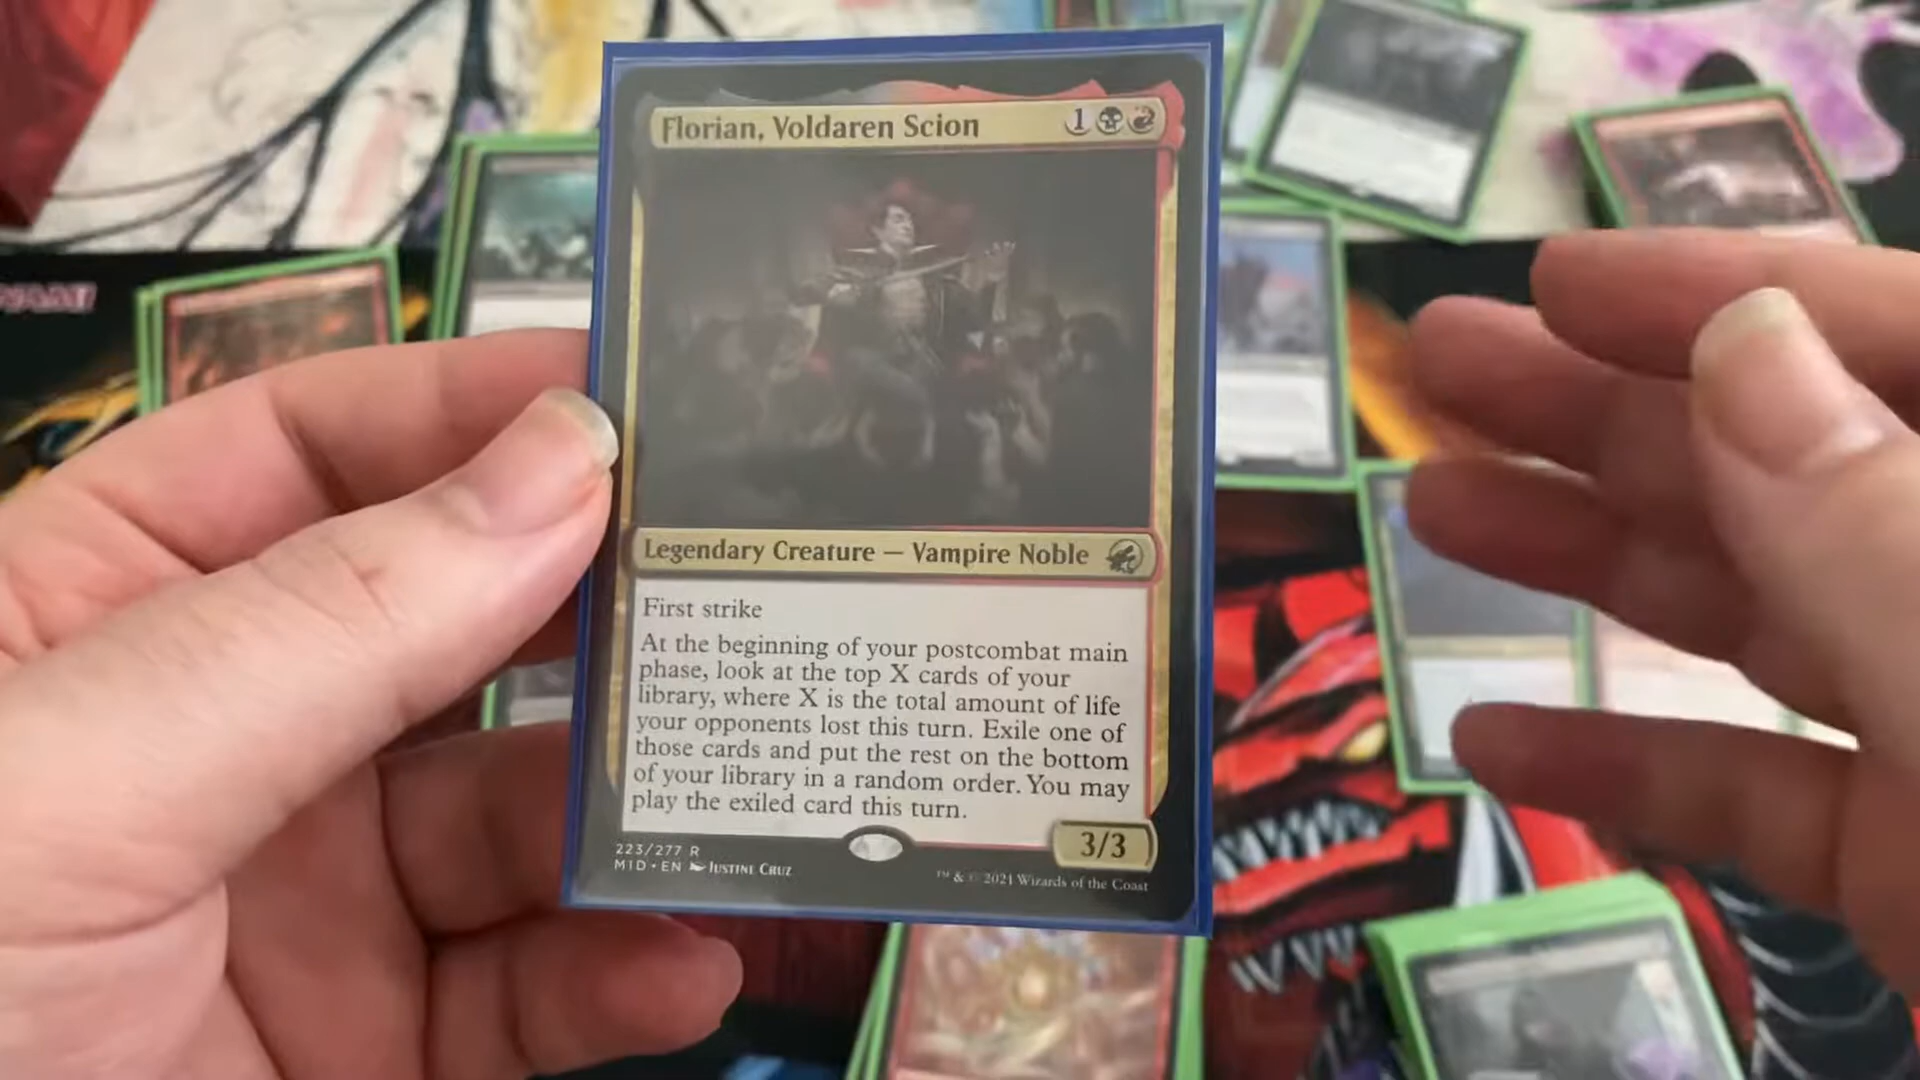 Florian, Voldaren Scion 1
Legendary Creature — Vampire Noble
First strike
At the beginning of your postcombat main
phase, look at the top X cards of your
library, where X is the total amount of life
your opponents lost this turn. Exile one of
those cards and put the rest on the bottom
of your library in a random order. You may
play the exiled card this turn.
3/3
223/277 R
MID • EN Justine Cruz
™ & © 2021 Wizards of the Coast